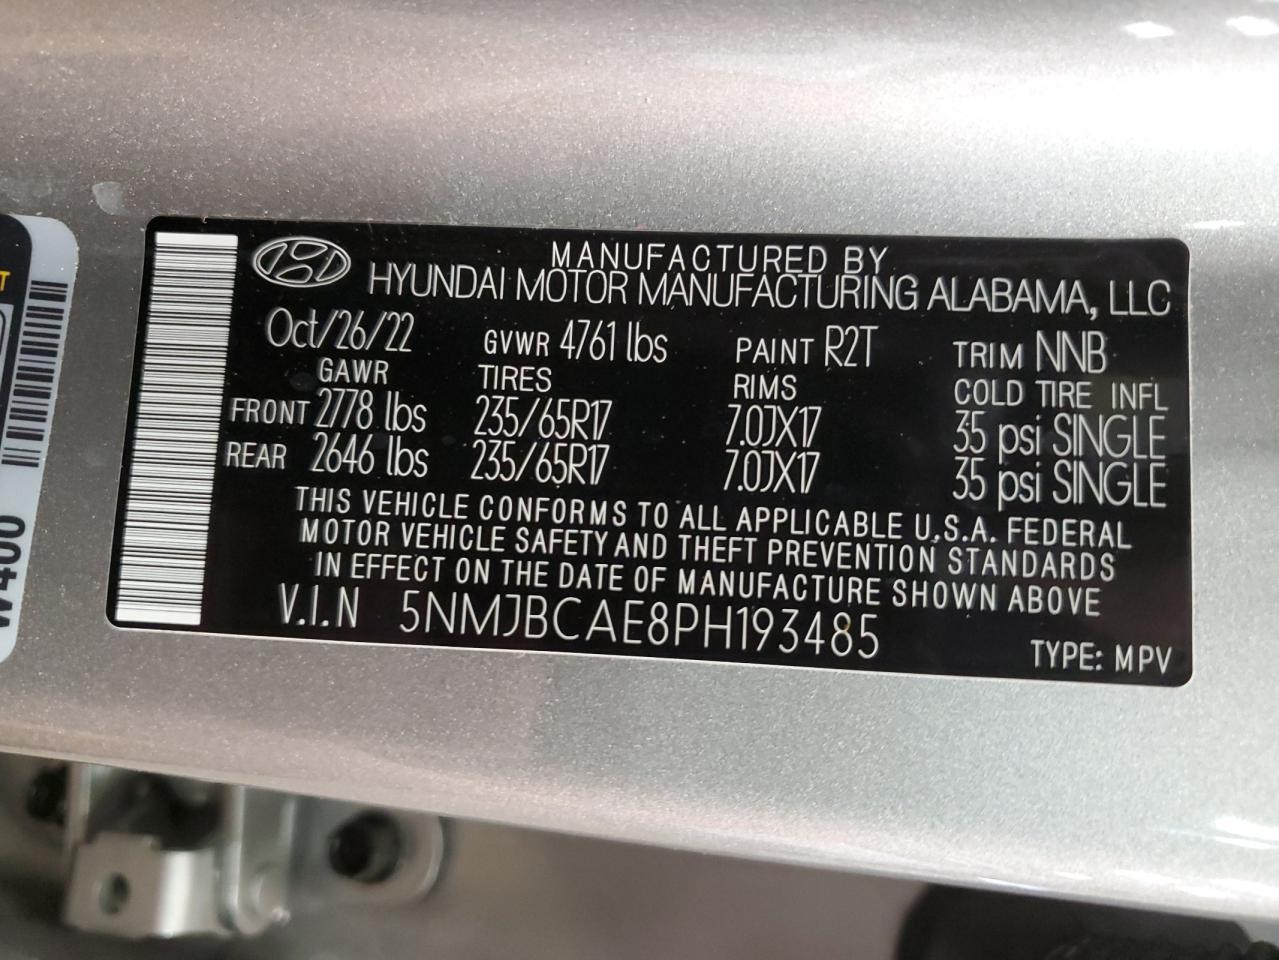 MANUFACTURED BY
HYUNDAI MOTOR MANUFACTURING ALABAMA, LLC
Oct/26/22 GVWR 4761 lbs PAINT R2T TRIM NNB
GAWR TIRES RIMS COLD TIRE INFL
FRONT 2778 lbs 235/65R17 7.0JX17 35 psi SINGLE
REAR 2646 lbs 235/65R17 7.0JX17 35 psi SINGLE
THIS VEHICLE CONFORMS TO ALL APPLICABLE U.S.A. FEDERAL
MOTOR VEHICLE SAFETY AND THEFT PREVENTION STANDARDS
IN EFFECT ON THE DATE OF MANUFACTURE SHOWN ABOVE
V.I.N 5NMJBCAE8PH193485
TYPE: MPV